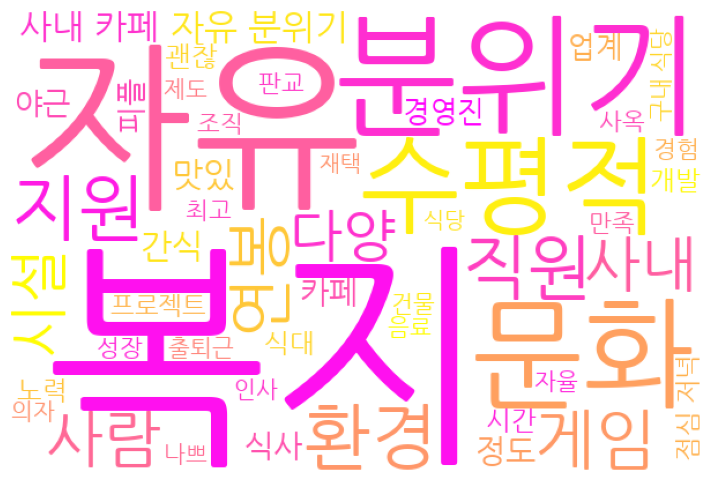 사내 카페
자유 분위기
자유
분위기
업계
구내식당
괜찮
제도
판교
야근
피플
조직
경영진
사옥
맛있
재택
수평적
경험
개발
지원
최고
연봉
다양
식당
만족
시설
간식
카페
직원
사내
복지
프로젝트
건물
음료
문화
성장
출퇴근
식대
노력
의자
사람
나쁘
인사
식사
환경
자율
시간
정도
게임
점심 저녁